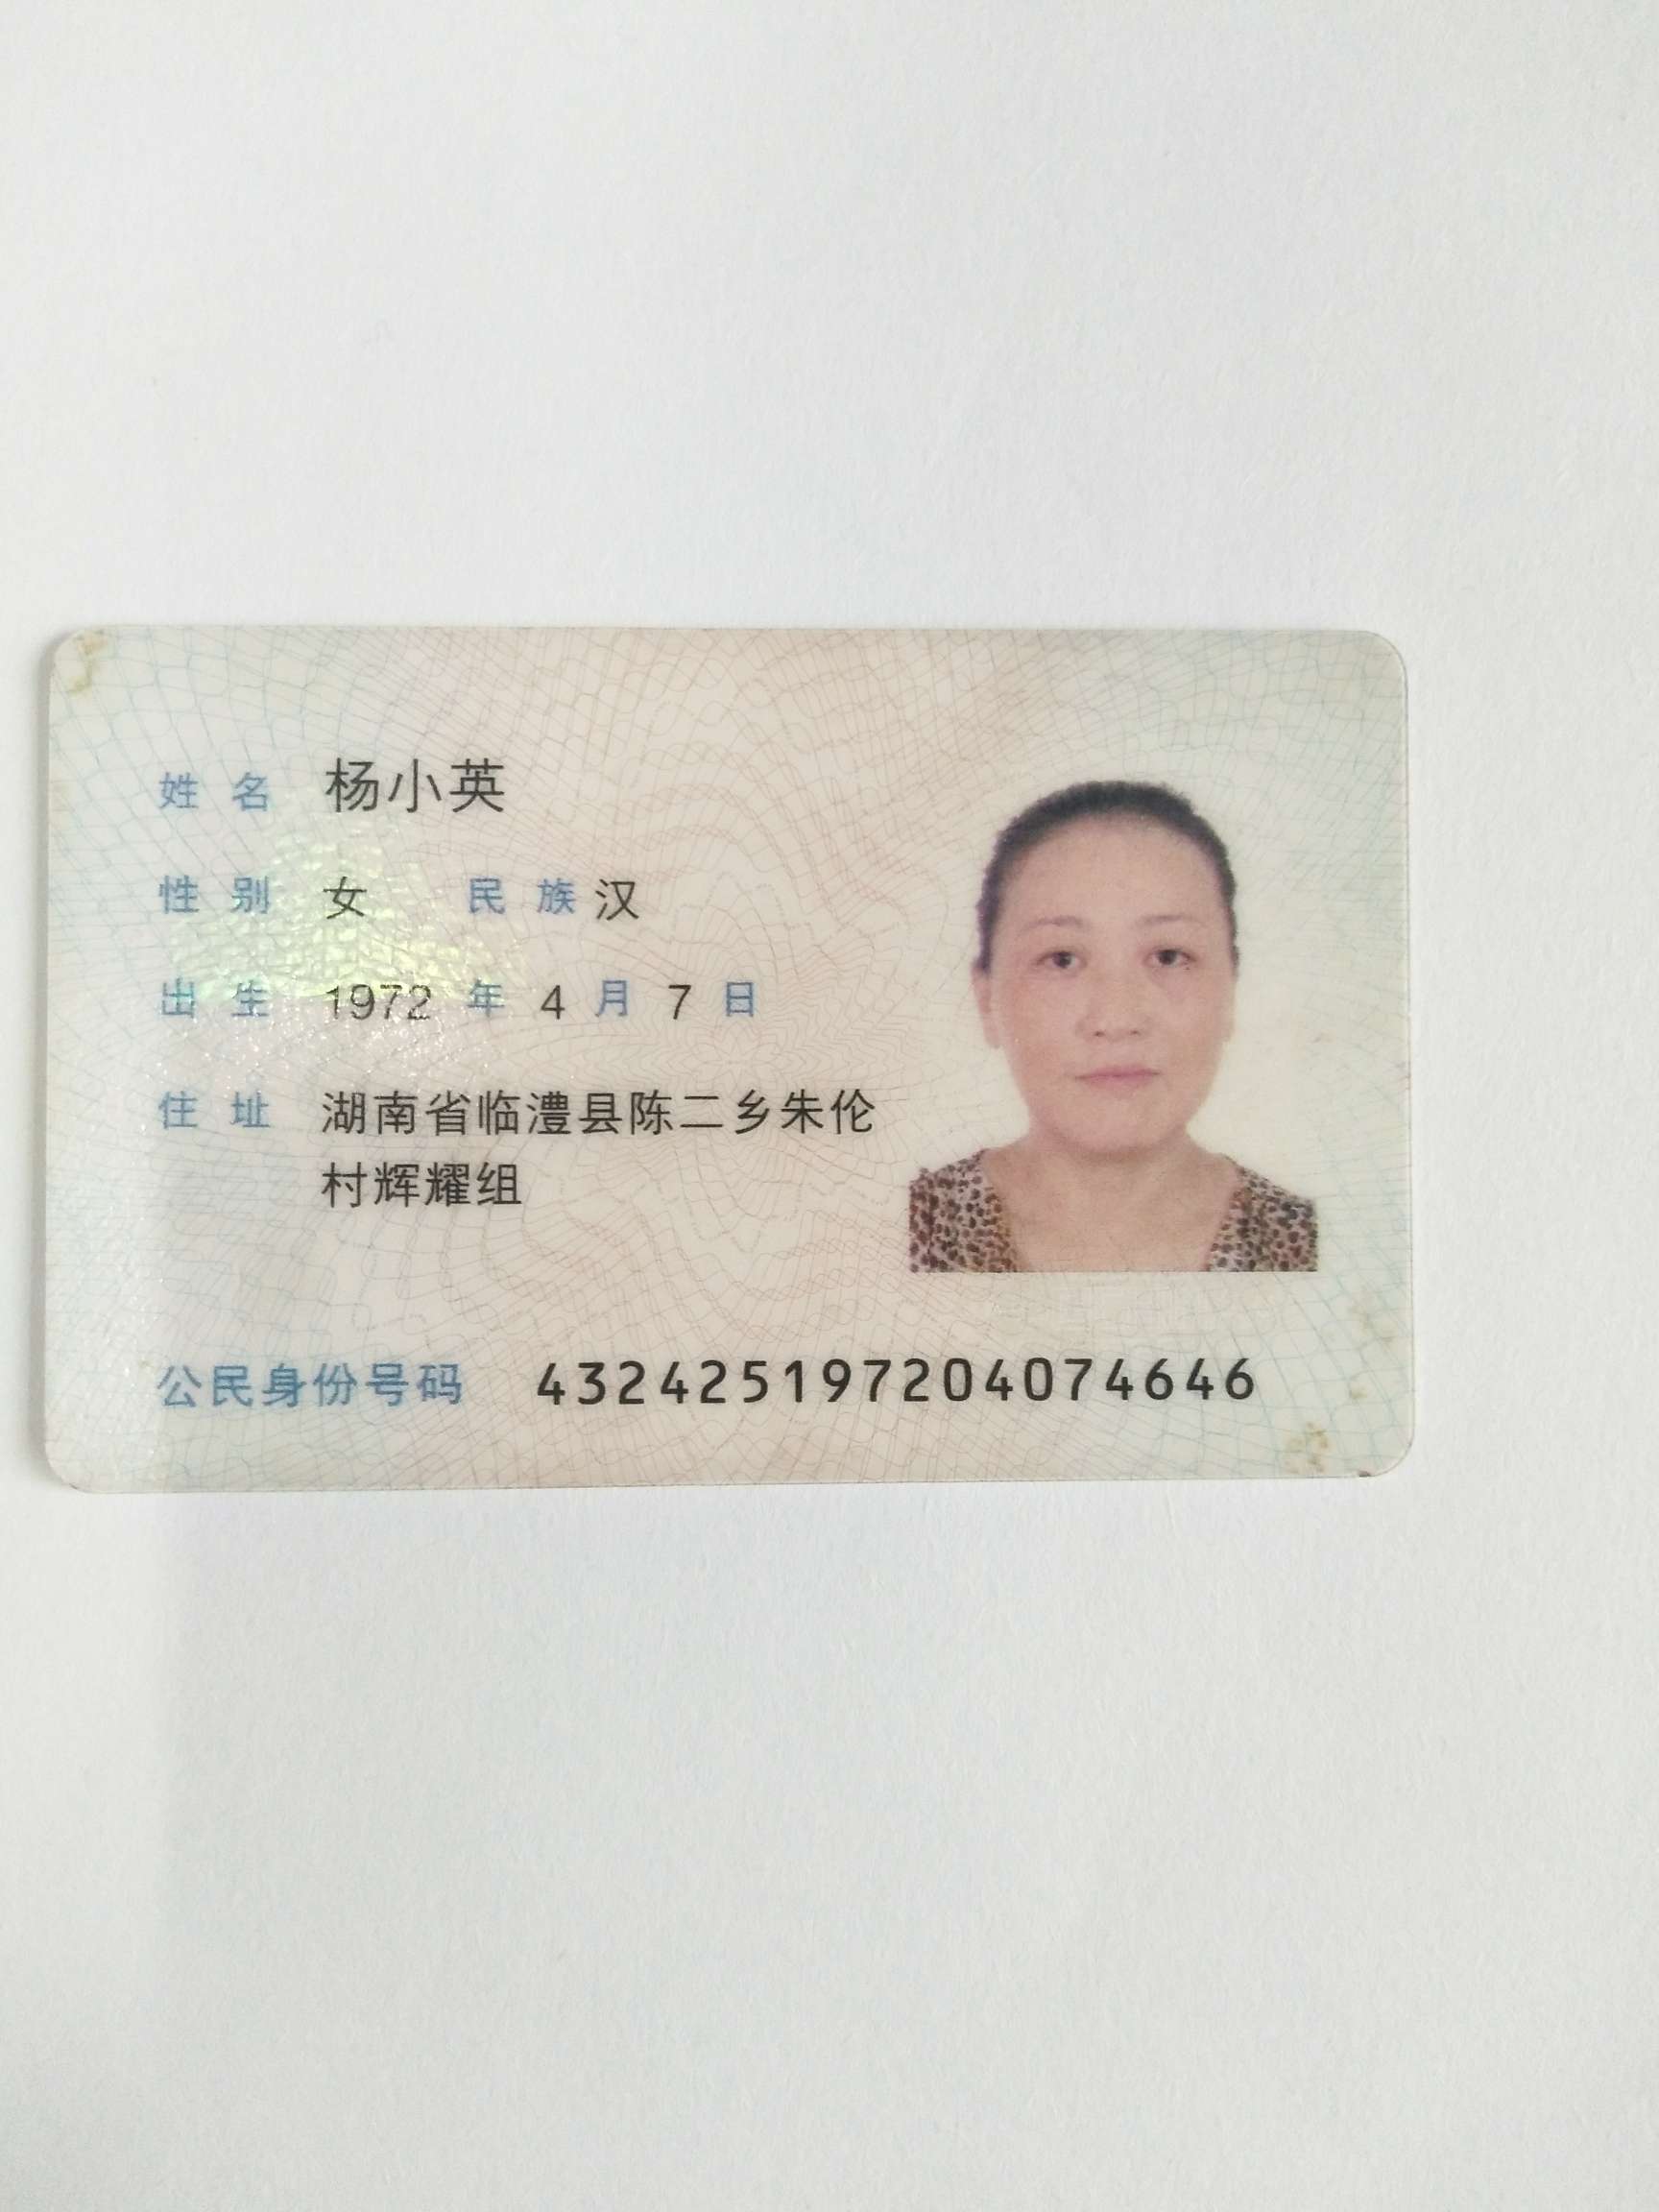 姓名 杨小英
性别 女 民族 汉
出生 1972 年 4 月 7 日
住址 湖南省临澧县陈二乡朱伦
村辉耀组
公民身份号码 432425197204074646